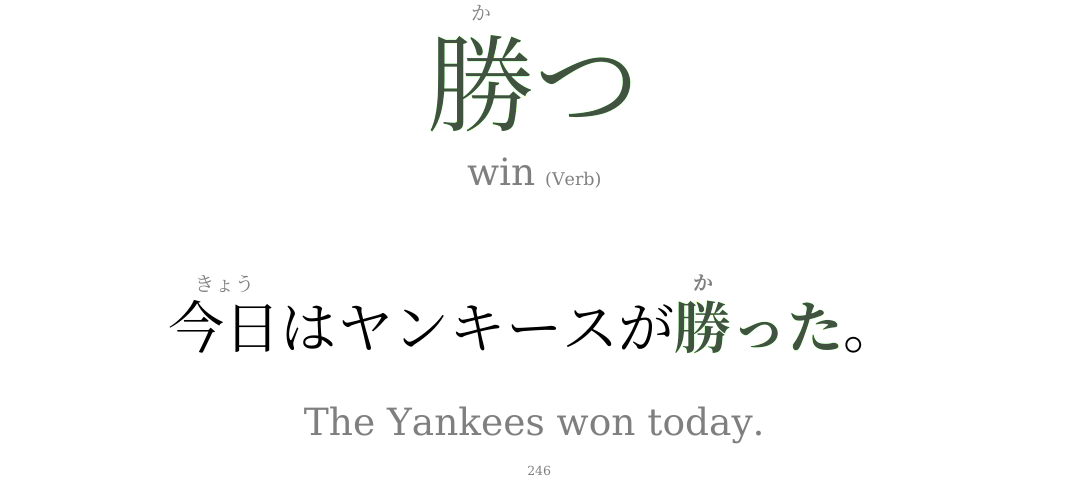 か
勝つ
win (Verb)
きょう か
今日はヤンキースが勝った。
The Yankees won today.
246